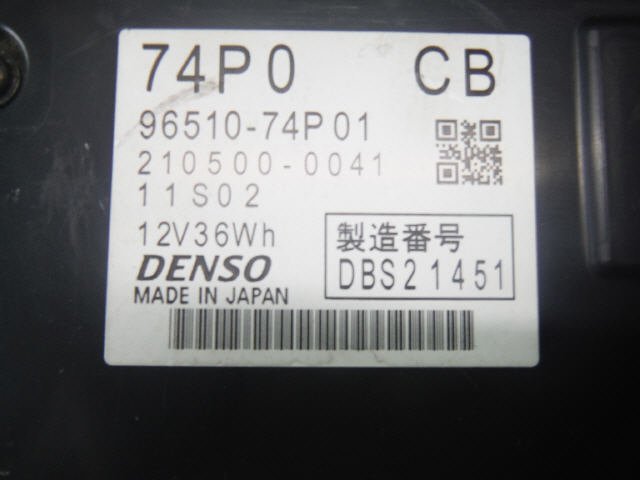 74P0 CB
96510-74P01
210500-0041
11S02
12V36Wh
製造番号
DENSO
DBS21451
MADE IN JAPAN